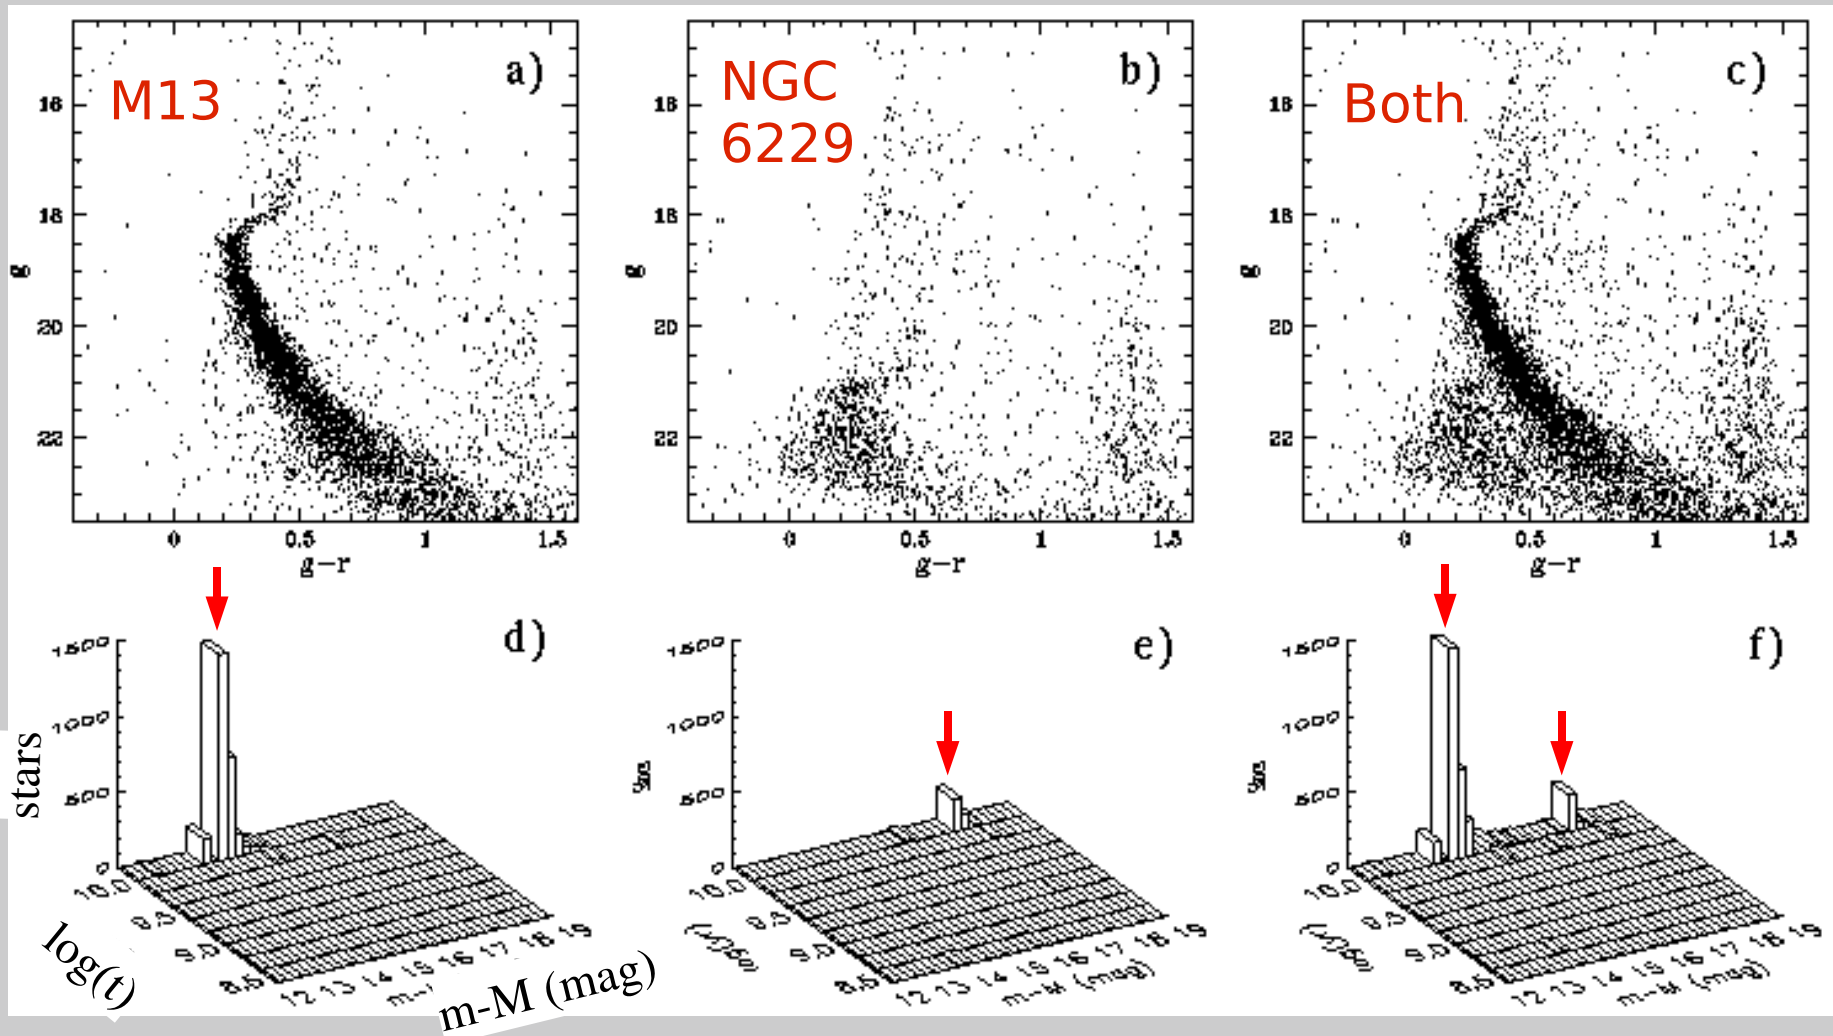 a)
M13
16
18
20
22
g
0 0.5 1 1.5
g−r
b)
NGC
6229
16
18
20
22
g
0 0.5 1 1.5
g−r
c)
Both
16
18
20
22
g
0 0.5 1 1.5
g−r
d)
1500
1000
500
0
stars
10.0 9.5 9.0 8.5
log(t)
12 13 14 15 16 17 18 19
m-M (mag)
e)
1500
1000
500
0
10.0 9.5 9.0 8.5
log(t)
12 13 14 15 16 17 18 19
m-M (mag)
f)
1500
1000
500
0
10.0 9.5 9.0 8.5
log(t)
12 13 14 15 16 17 18 19
m-M (mag)